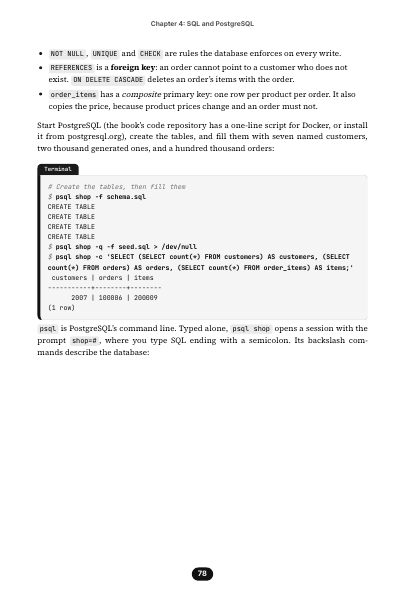 Chapter 4: SQL and PostgreSQL
• NOT NULL, UNIQUE and CHECK are rules the database enforces on every write.
• REFERENCES is a foreign key: an order cannot point to a customer who does not
exist. ON DELETE CASCADE deletes an order's items with the order.
• order_items has a composite primary key: one row per product per order. It also
copies the price, because product prices change and an order must not.
Start PostgreSQL (the book's code repository has a one-line script for Docker, or install
it from postgresql.org), create the tables, and fill them with seven named customers,
two thousand generated ones, and a hundred thousand orders:
Terminal
# Create the tables, then fill them
$ psql shop -f schema.sql
CREATE TABLE
CREATE TABLE
CREATE TABLE
CREATE TABLE
$ psql shop -q -f seed.sql > /dev/null
$ psql shop -c 'SELECT (SELECT count(*) FROM customers) AS customers, (SELECT
count(*) FROM orders) AS orders, (SELECT count(*) FROM order_items) AS items;'
customers | orders | items
-----------+--------+--------
2007 | 100006 | 200009
(1 row)
psql is PostgreSQL's command line. Typed alone, psql shop opens a session with the
prompt shop=#, where you type SQL ending with a semicolon. Its backslash com-
mands describe the database:
78